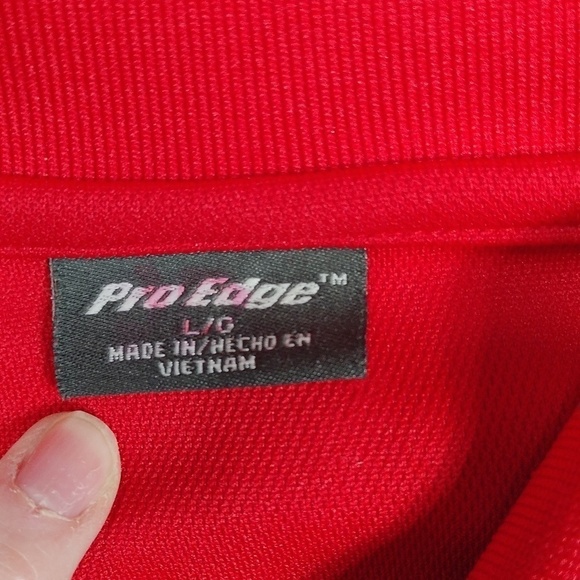 Pro Edge™
L/G
MADE IN/HECHO EN
VIETNAM